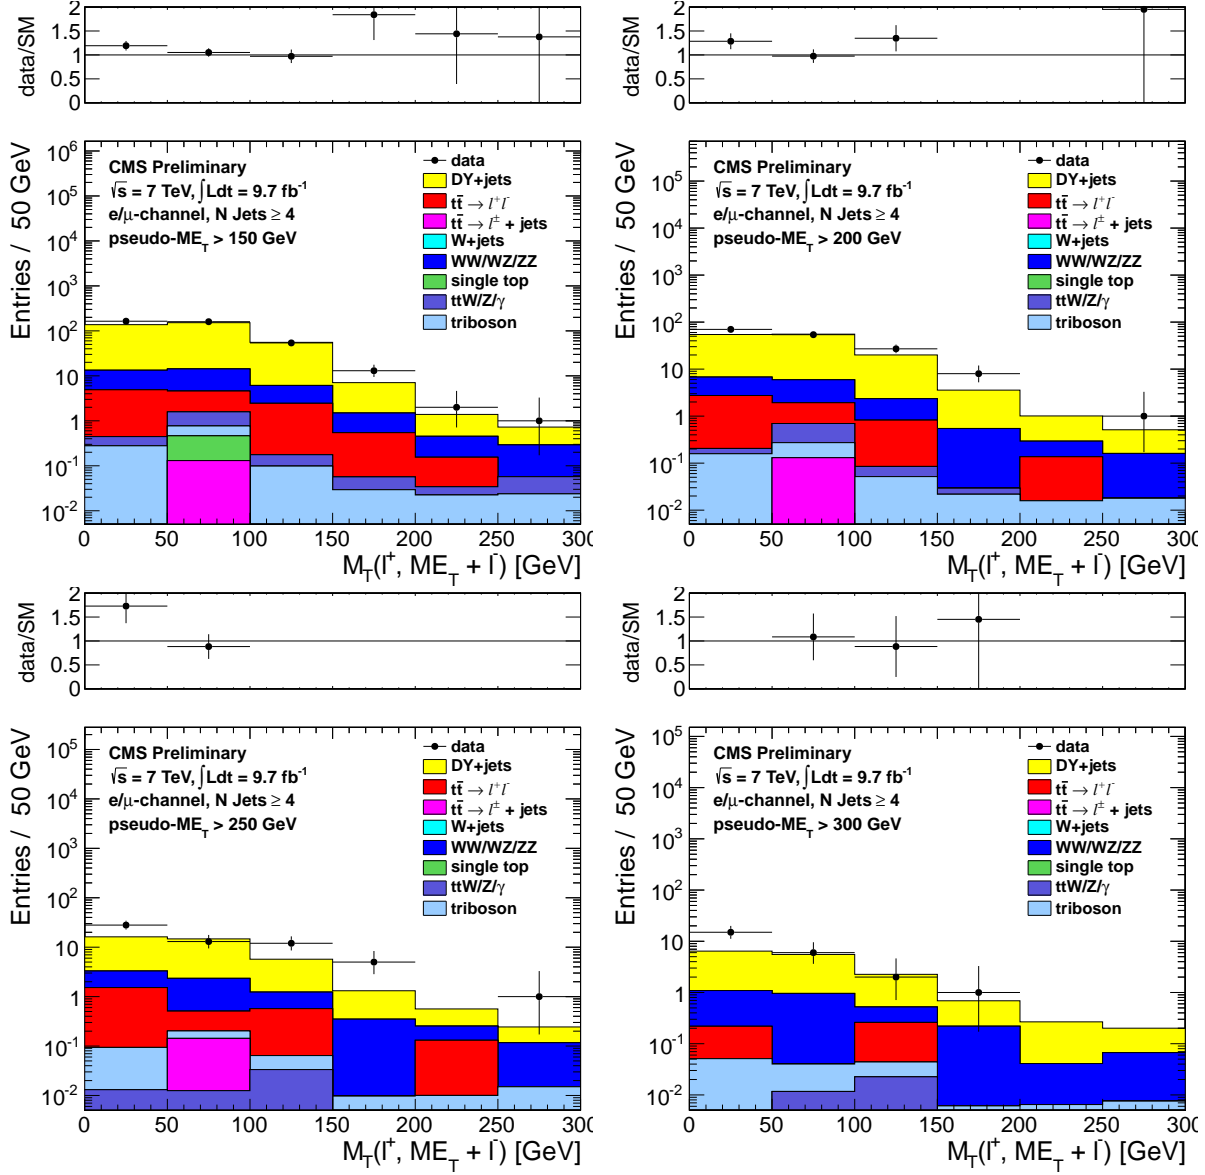 data/SM
2
1.5
1
0.5
0
Entries / 50 GeV
10⁶
10⁵
10⁴
10³
10²
10
1
10⁻¹
10⁻²
CMS Preliminary
√s = 7 TeV, ∫Ldt = 9.7 fb⁻¹
e/μ-channel, N Jets ≥ 4
pseudo-ME_T > 150 GeV
data
DY+jets
tt̄ → l⁺l⁻
tt̄ → l± + jets
W+jets
WW/WZ/ZZ
single top
ttW/Z/γ
triboson
0 50 100 150 200 250 300
M_T(l⁺, ME_T + l⁻) [GeV]
data/SM
2
1.5
1
0.5
0
Entries / 50 GeV
10⁵
10⁴
10³
10²
10
1
10⁻¹
10⁻²
CMS Preliminary
√s = 7 TeV, ∫Ldt = 9.7 fb⁻¹
e/μ-channel, N Jets ≥ 4
pseudo-ME_T > 200 GeV
data
DY+jets
tt̄ → l⁺l⁻
tt̄ → l± + jets
W+jets
WW/WZ/ZZ
single top
ttW/Z/γ
triboson
0 50 100 150 200 250 300
M_T(l⁺, ME_T + l⁻) [GeV]
data/SM
2
1.5
1
0.5
0
Entries / 50 GeV
10⁵
10⁴
10³
10²
10
1
10⁻¹
10⁻²
CMS Preliminary
√s = 7 TeV, ∫Ldt = 9.7 fb⁻¹
e/μ-channel, N Jets ≥ 4
pseudo-ME_T > 250 GeV
data
DY+jets
tt̄ → l⁺l⁻
tt̄ → l± + jets
W+jets
WW/WZ/ZZ
single top
ttW/Z/γ
triboson
0 50 100 150 200 250 300
M_T(l⁺, ME_T + l⁻) [GeV]
data/SM
2
1.5
1
0.5
0
Entries / 50 GeV
10⁵
10⁴
10³
10²
10
1
10⁻¹
10⁻²
CMS Preliminary
√s = 7 TeV, ∫Ldt = 9.7 fb⁻¹
e/μ-channel, N Jets ≥ 4
pseudo-ME_T > 300 GeV
data
DY+jets
tt̄ → l⁺l⁻
tt̄ → l± + jets
W+jets
WW/WZ/ZZ
single top
ttW/Z/γ
triboson
0 50 100 150 200 250 300
M_T(l⁺, ME_T + l⁻) [GeV]